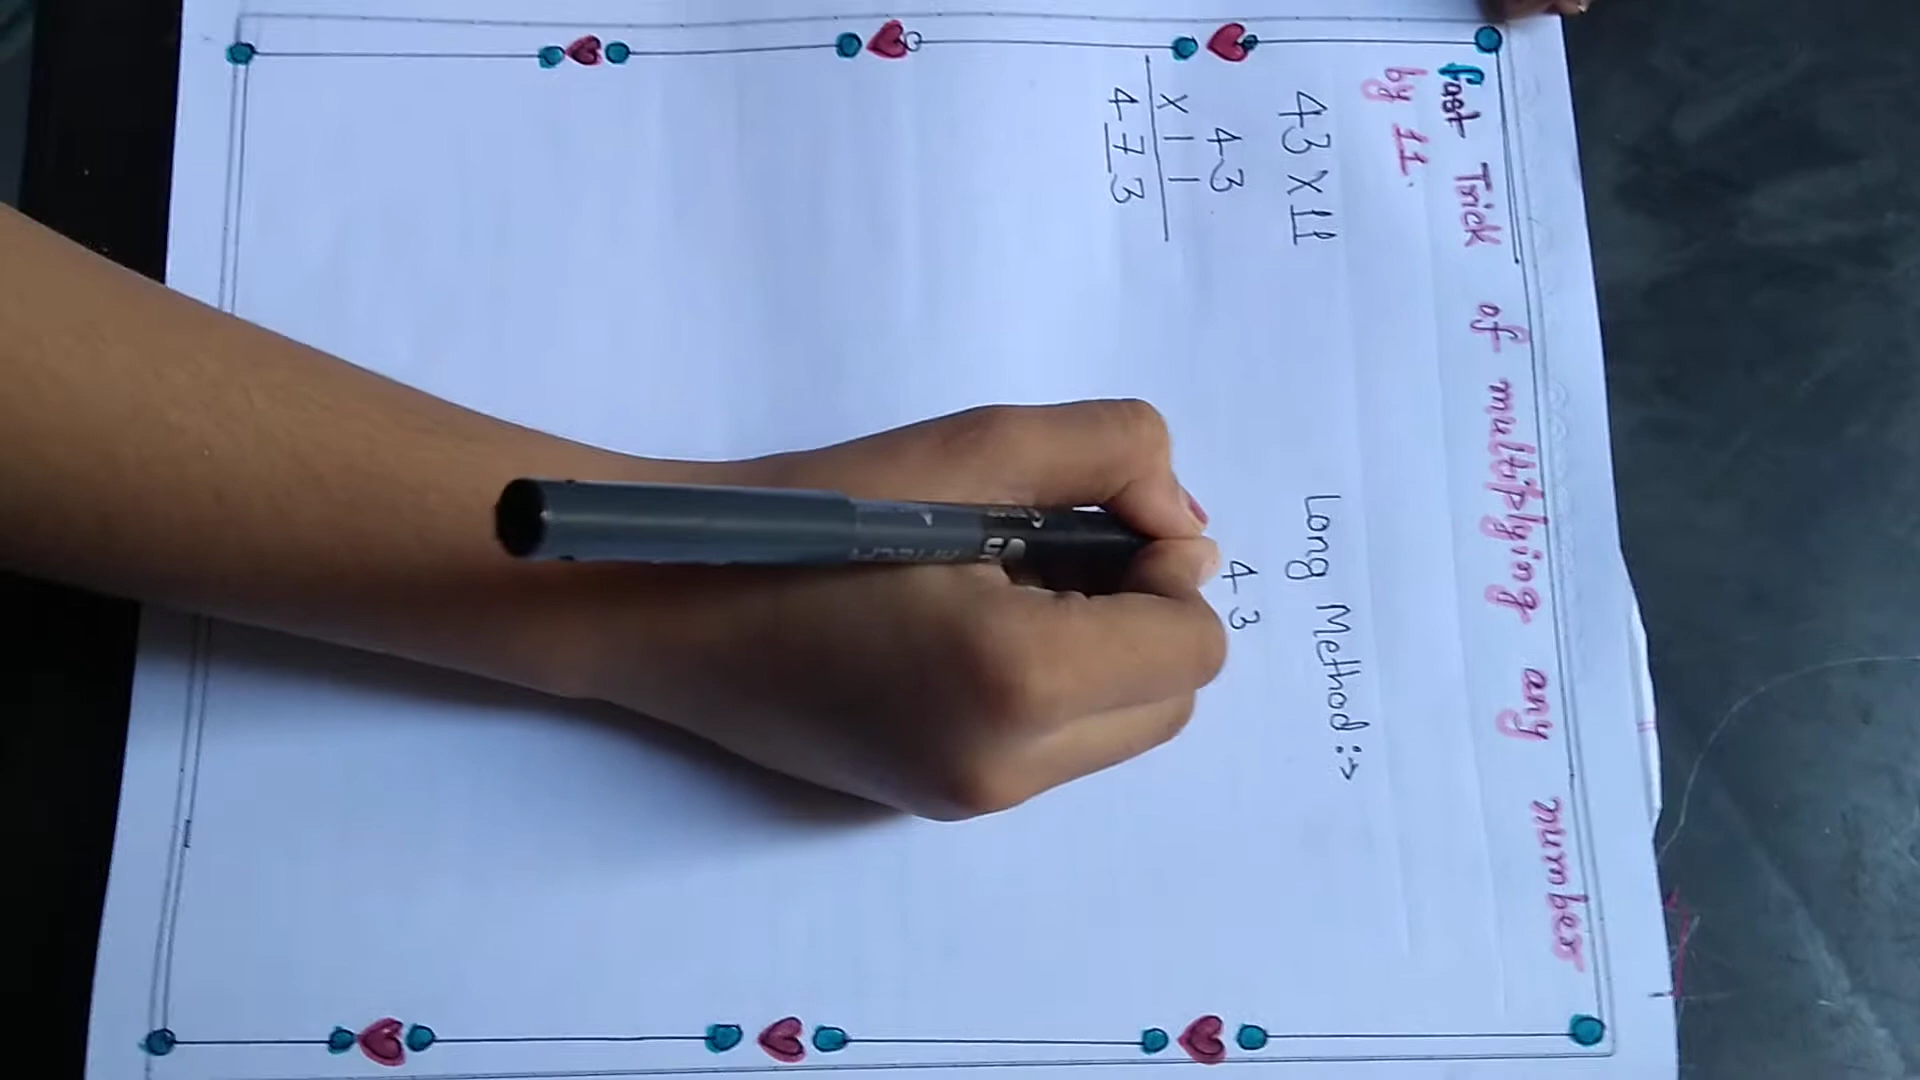 fast Trick of multiplying any number
by 11.
43 X 11
43
X 11
473
Long Method :->
43